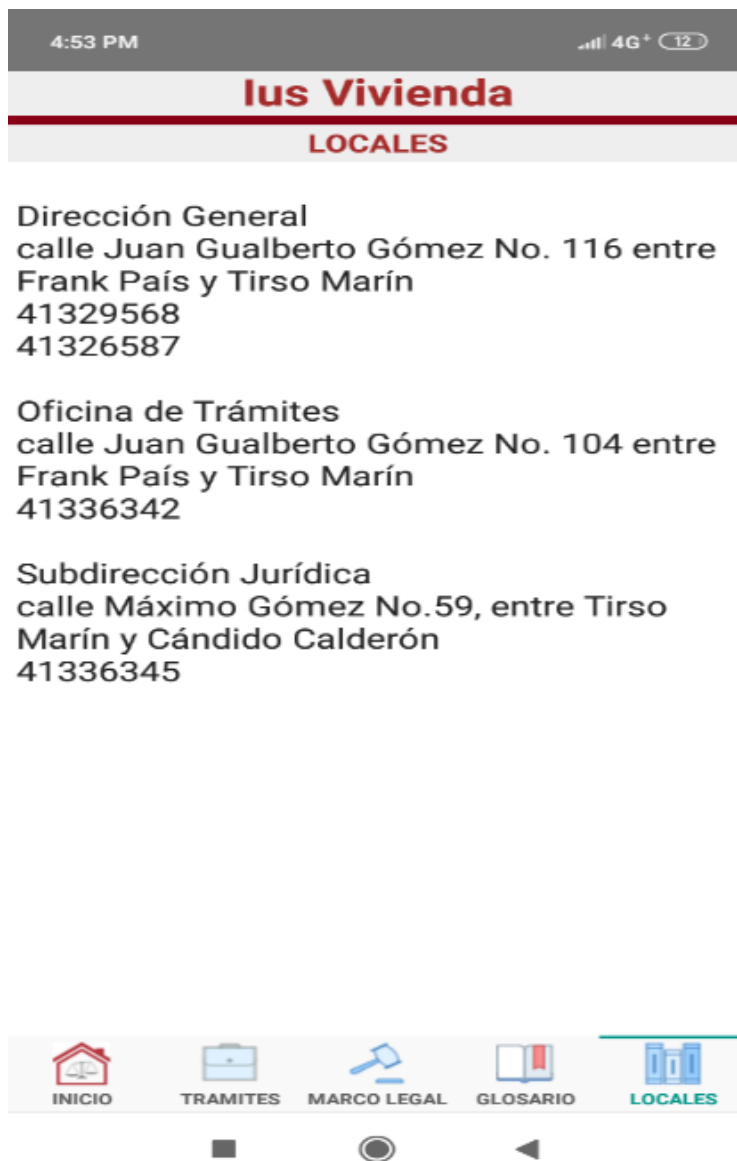 4:53 PM
4G+ 12
Ius Vivienda
LOCALES
Dirección General
calle Juan Gualberto Gómez No. 116 entre
Frank País y Tirso Marín
41329568
41326587
Oficina de Trámites
calle Juan Gualberto Gómez No. 104 entre
Frank País y Tirso Marín
41336342
Subdirección Jurídica
calle Máximo Gómez No.59, entre Tirso
Marín y Cándido Calderón
41336345
INICIO TRAMITES MARCO LEGAL GLOSARIO LOCALES